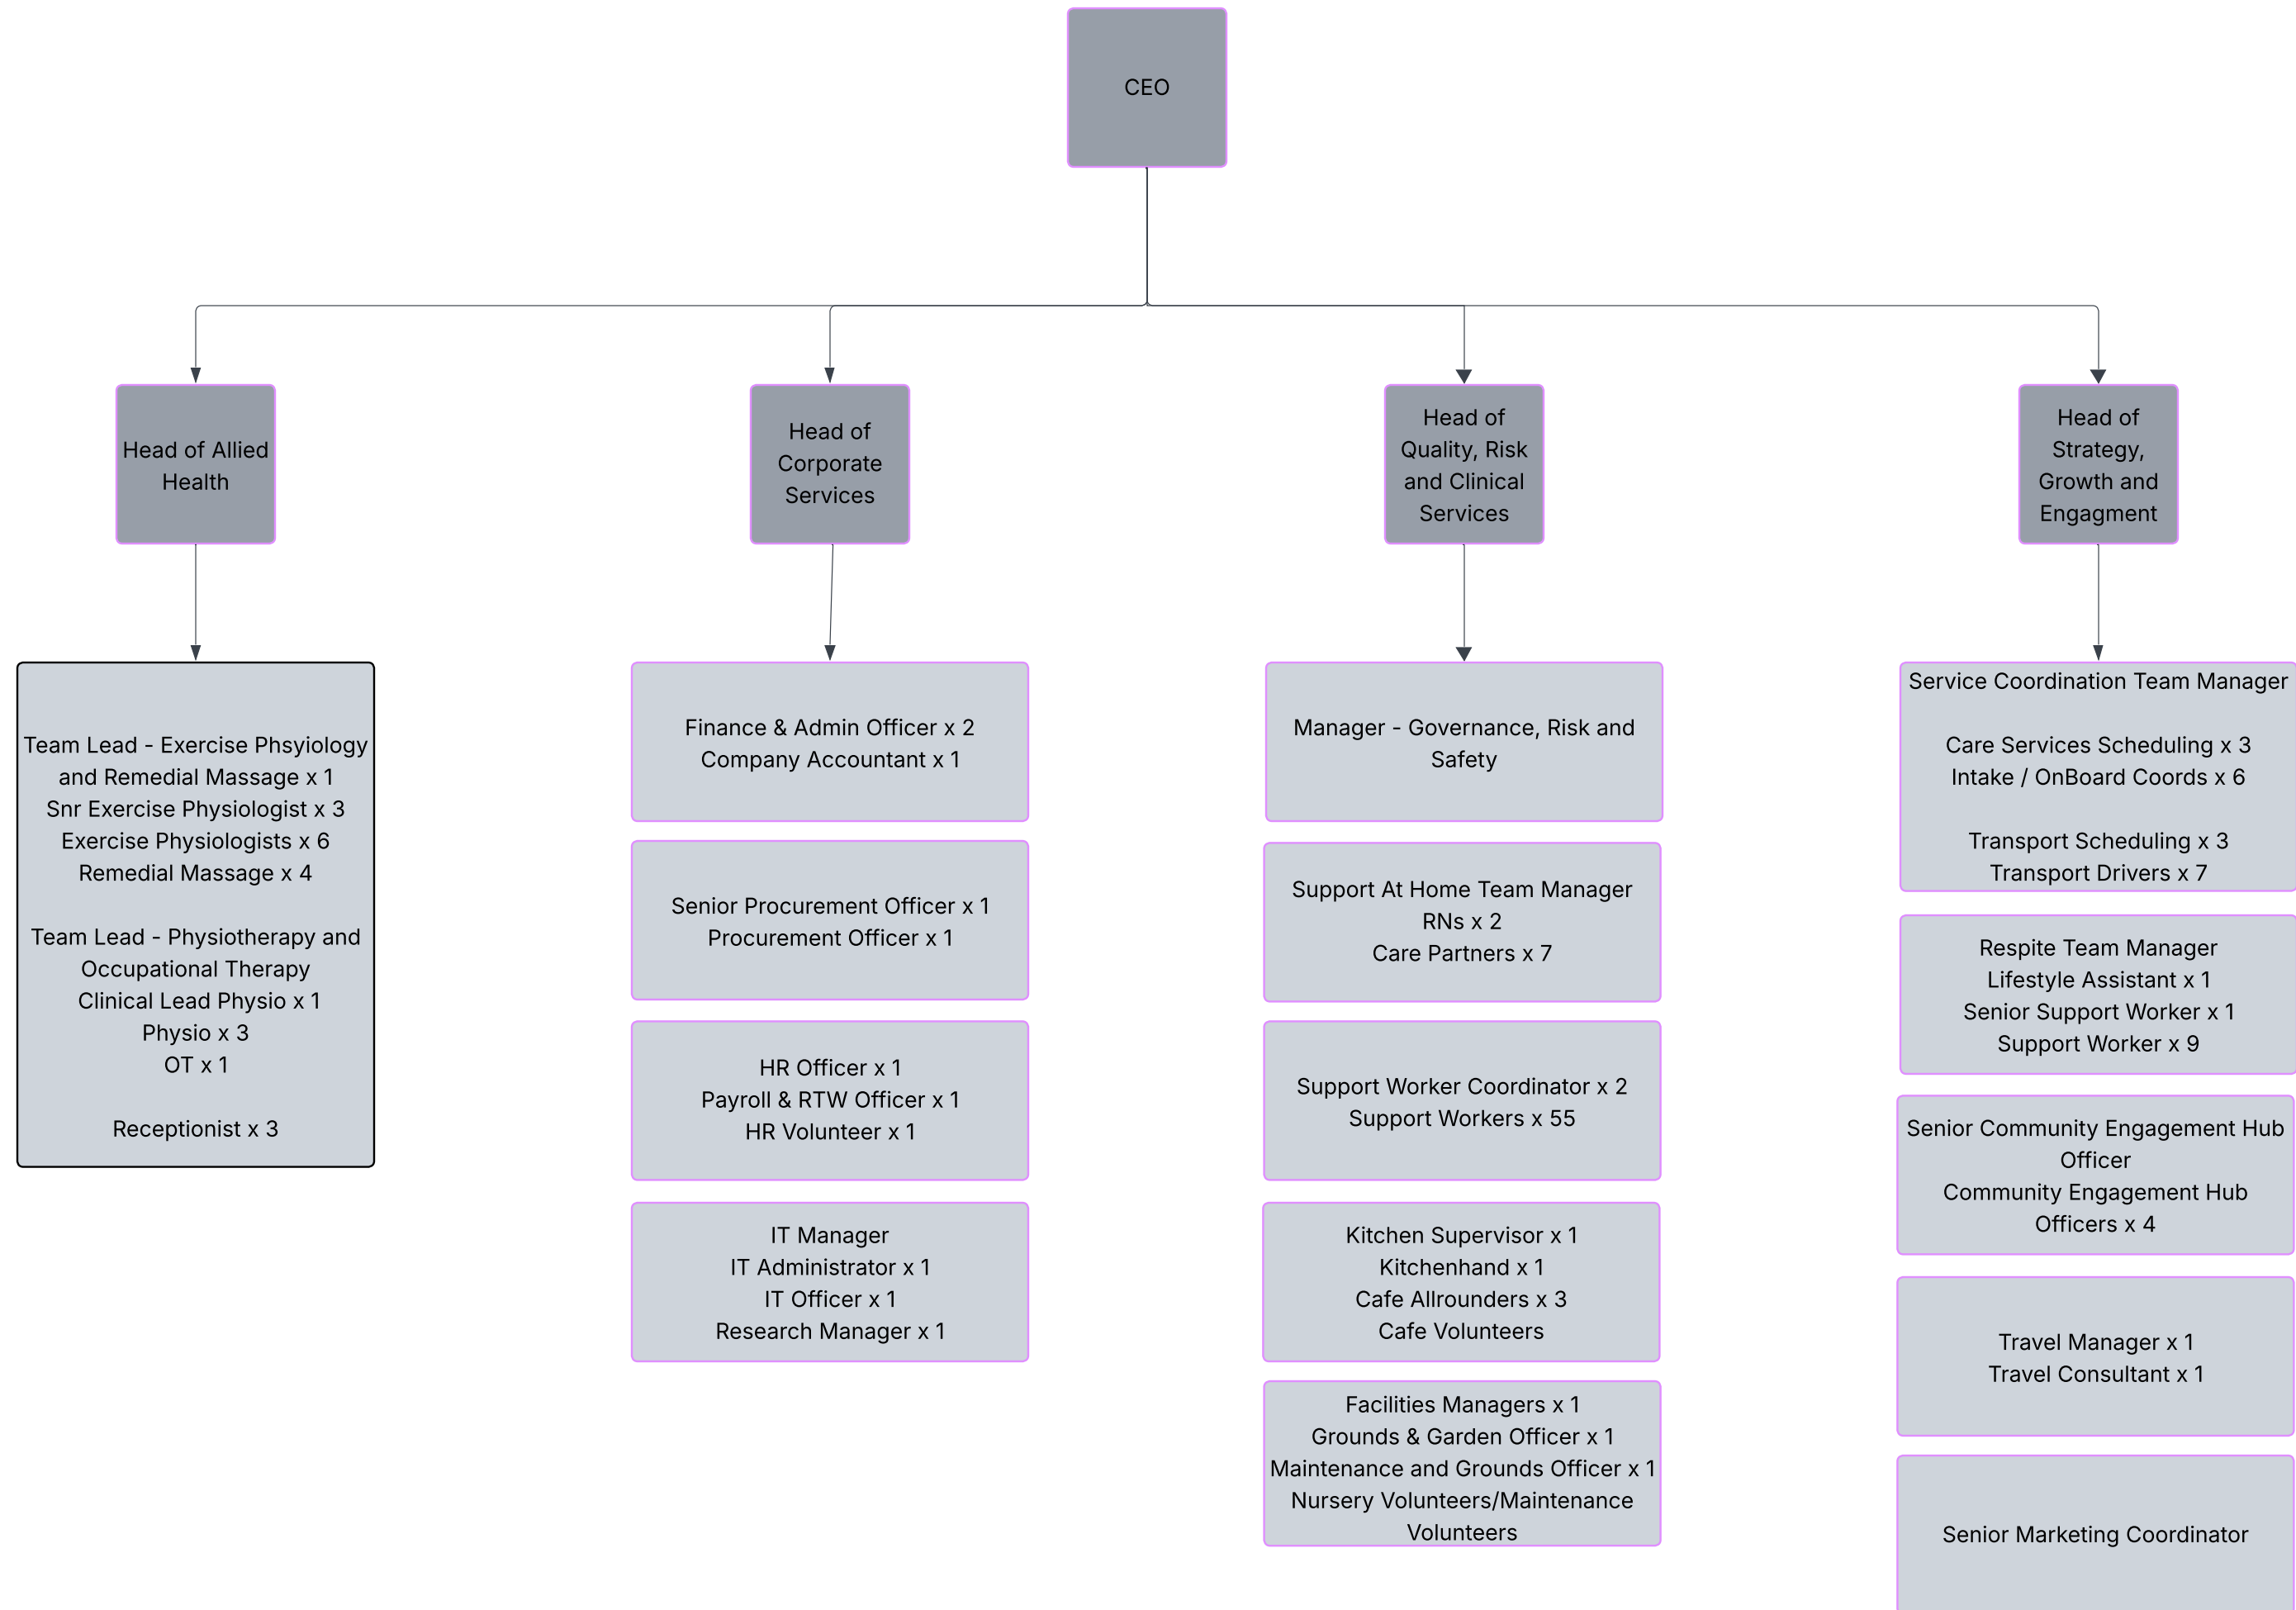 CEO
Head of Allied
Health
Head of
Corporate
Services
Head of
Quality, Risk
and Clinical
Services
Head of
Strategy,
Growth and
Engagment
Team Lead - Exercise Phsyiology
and Remedial Massage x 1
Snr Exercise Physiologist x 3
Exercise Physiologists x 6
Remedial Massage x 4
Team Lead - Physiotherapy and
Occupational Therapy
Clinical Lead Physio x 1
Physio x 3
OT x 1
Receptionist x 3
Finance & Admin Officer x 2
Company Accountant x 1
Senior Procurement Officer x 1
Procurement Officer x 1
HR Officer x 1
Payroll & RTW Officer x 1
HR Volunteer x 1
IT Manager
IT Administrator x 1
IT Officer x 1
Research Manager x 1
Manager - Governance, Risk and
Safety
Support At Home Team Manager
RNs x 2
Care Partners x 7
Support Worker Coordinator x 2
Support Workers x 55
Kitchen Supervisor x 1
Kitchenhand x 1
Cafe Allrounders x 3
Cafe Volunteers
Facilities Managers x 1
Grounds & Garden Officer x 1
Maintenance and Grounds Officer x 1
Nursery Volunteers/Maintenance
Volunteers
Service Coordination Team Manager
Care Services Scheduling x 3
Intake / OnBoard Coords x 6
Transport Scheduling x 3
Transport Drivers x 7
Respite Team Manager
Lifestyle Assistant x 1
Senior Support Worker x 1
Support Worker x 9
Senior Community Engagement Hub
Officer
Community Engagement Hub
Officers x 4
Travel Manager x 1
Travel Consultant x 1
Senior Marketing Coordinator